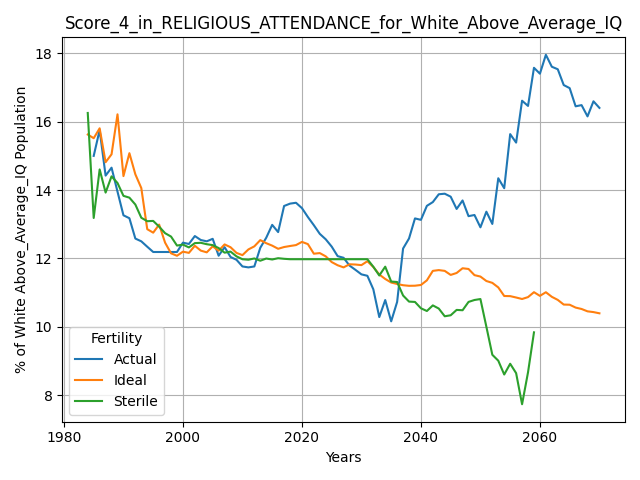 Score_4_in_RELIGIOUS_ATTENDANCE_for_White_Above_Average_IQ
% of White Above_Average_IQ Population
18
16
14
12
10
8
Fertility
Actual
Ideal
Sterile
1980
2000
2020
2040
2060
Years